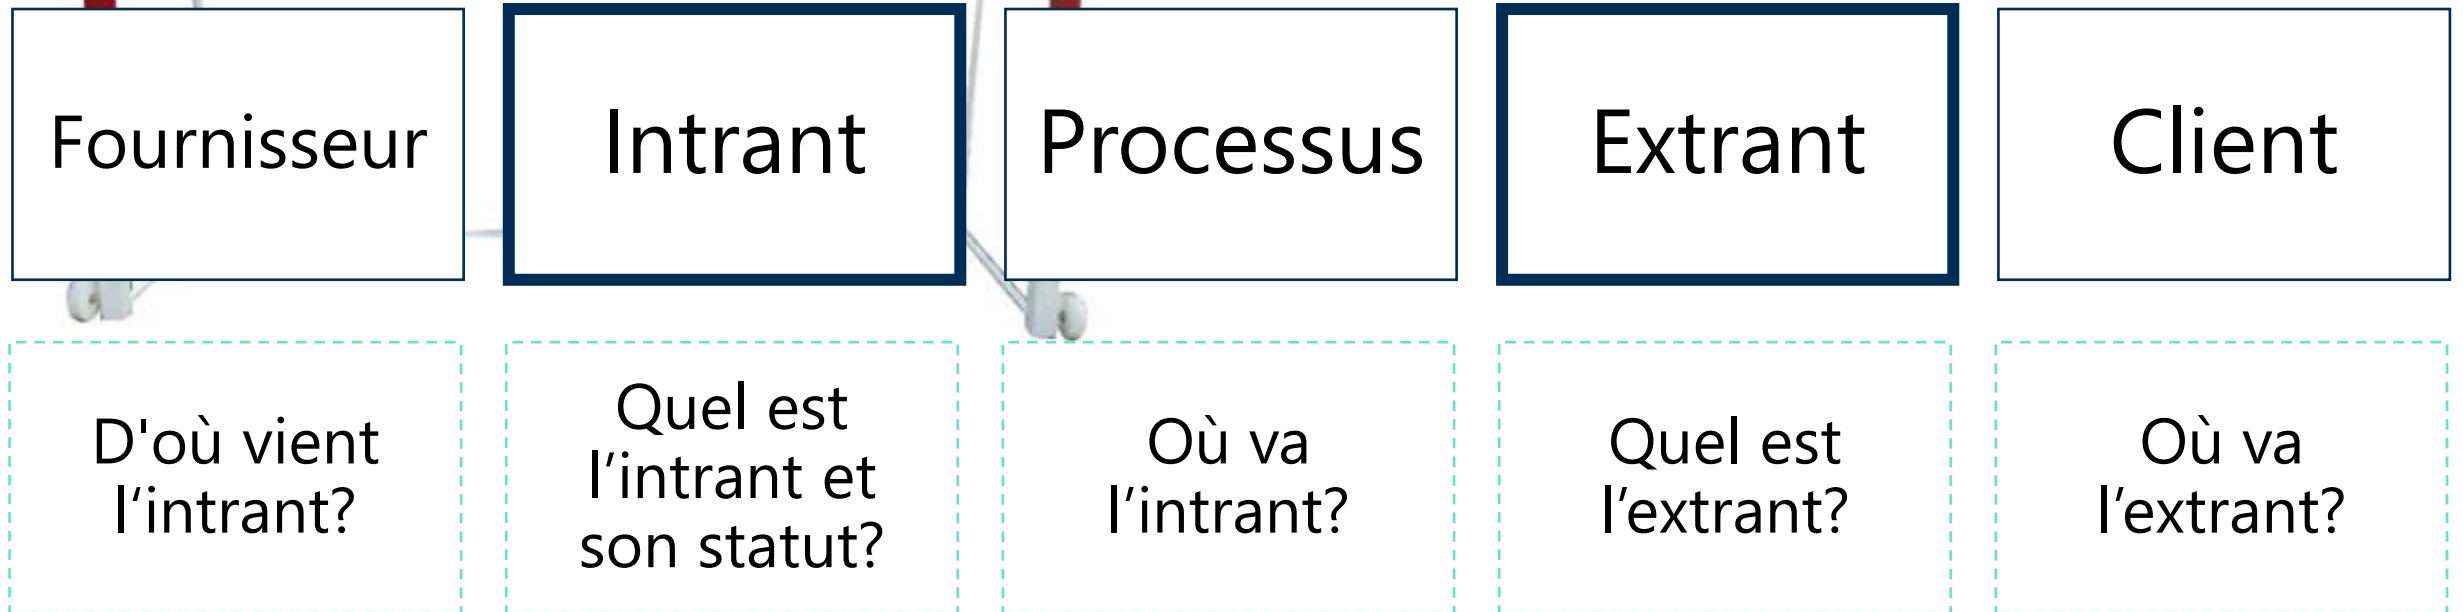 Fournisseur
Intrant
Processus
Extrant
Client
D'où vient
l‘intrant?
Quel est
l’intrant et
son statut?
Où va
l’intrant?
Quel est
l’extrant?
Où va
l’extrant?